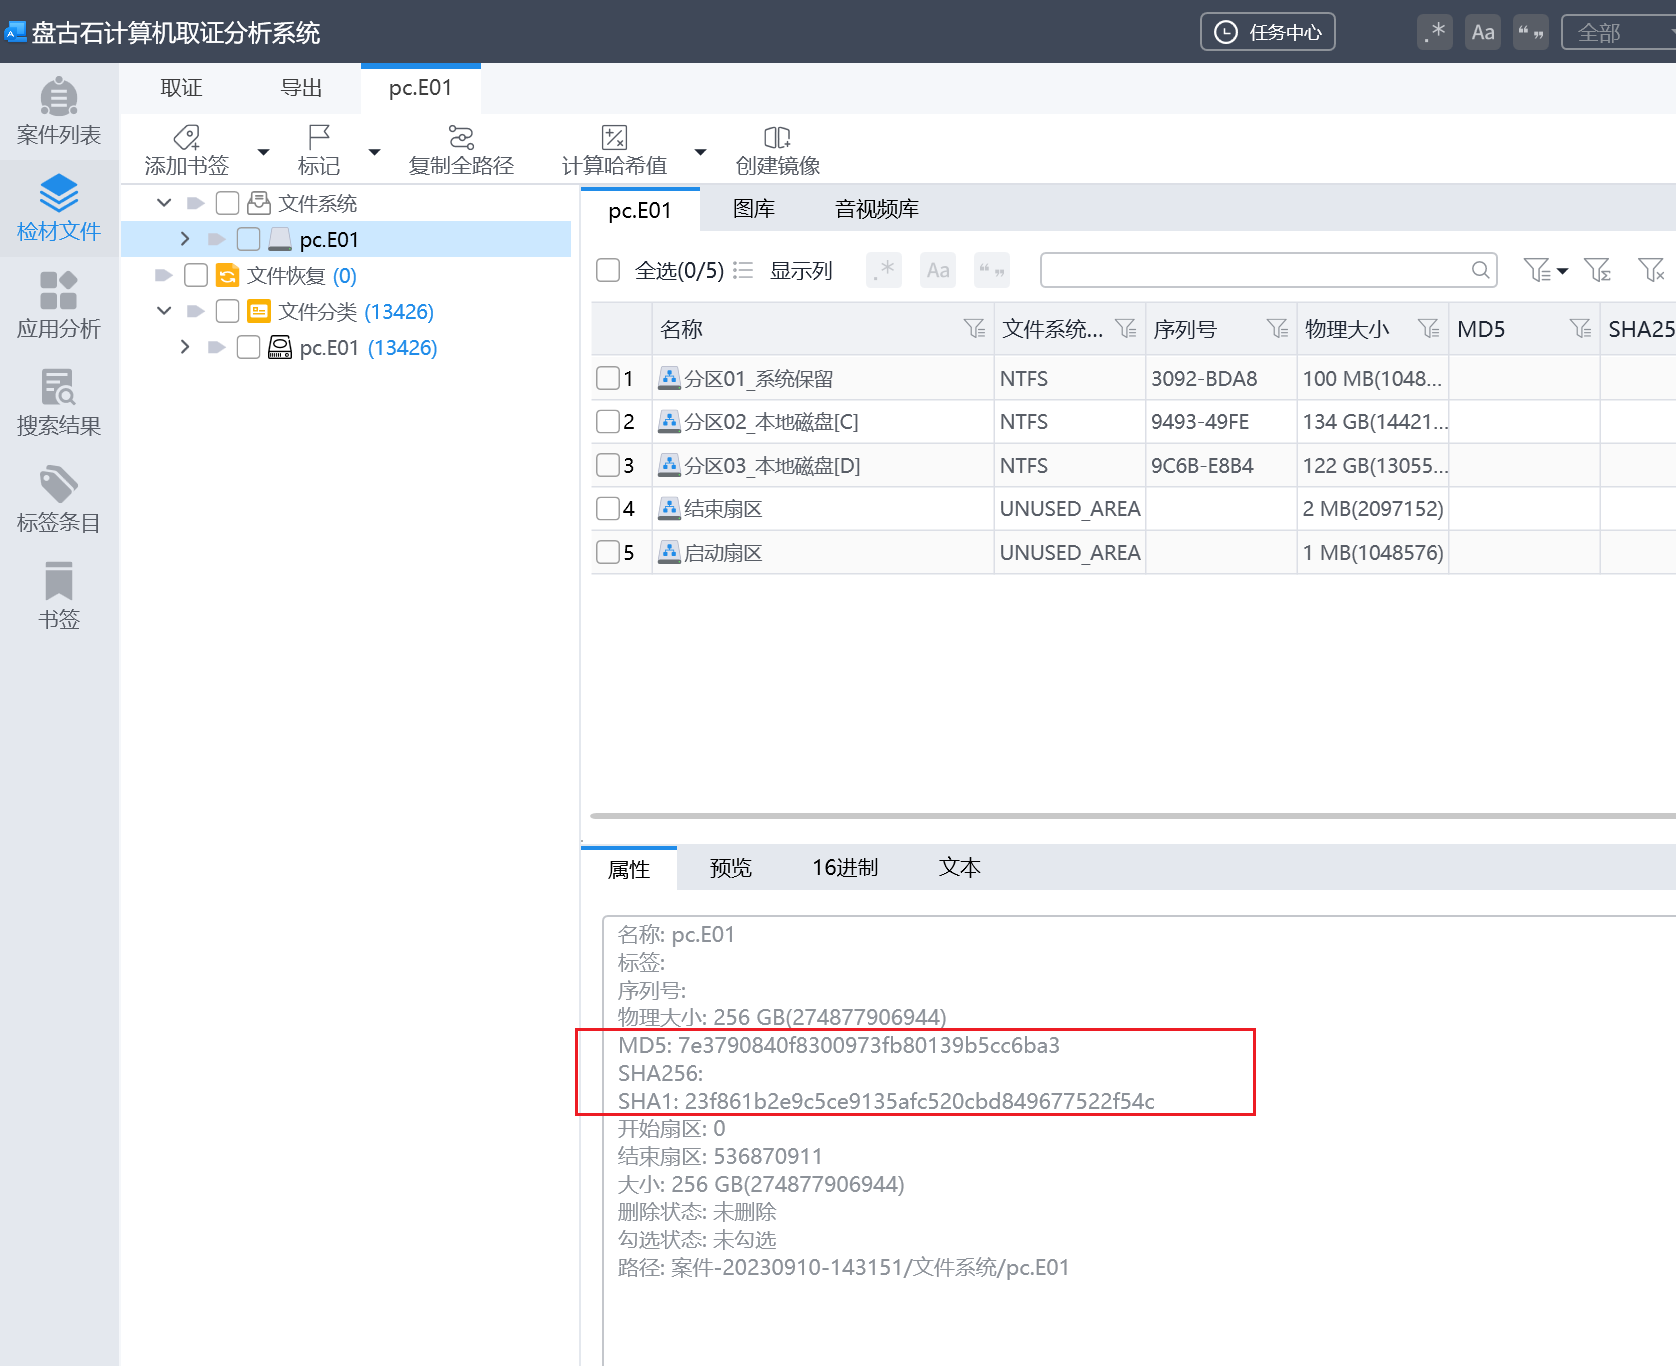 盘古石计算机取证分析系统
任务中心
.* Aa “ ” 全部
案件列表
检材文件
应用分析
搜索结果
标签条目
书签
取证 导出 pc.E01
添加书签 标记 复制全路径 计算哈希值 创建镜像
文件系统
pc.E01
文件恢复 (0)
文件分类 (13426)
pc.E01 (13426)
pc.E01 图库 音视频库
全选(0/5) 显示列 .* Aa “ ”
名称 文件系统... 序列号 物理大小 MD5 SHA25
1 分区01_系统保留 NTFS 3092-BDA8 100 MB(1048...
2 分区02_本地磁盘[C] NTFS 9493-49FE 134 GB(14421...
3 分区03_本地磁盘[D] NTFS 9C6B-E8B4 122 GB(13055...
4 结束扇区 UNUSED_AREA 2 MB(2097152)
5 启动扇区 UNUSED_AREA 1 MB(1048576)
属性 预览 16进制 文本
名称: pc.E01
标签:
序列号:
物理大小: 256 GB(274877906944)
MD5: 7e3790840f8300973fb80139b5cc6ba3
SHA256:
SHA1: 23f861b2e9c5ce9135afc520cbd849677522f54c
开始扇区: 0
结束扇区: 536870911
大小: 256 GB(274877906944)
删除状态: 未删除
勾选状态: 未勾选
路径: 案件-20230910-143151/文件系统/pc.E01